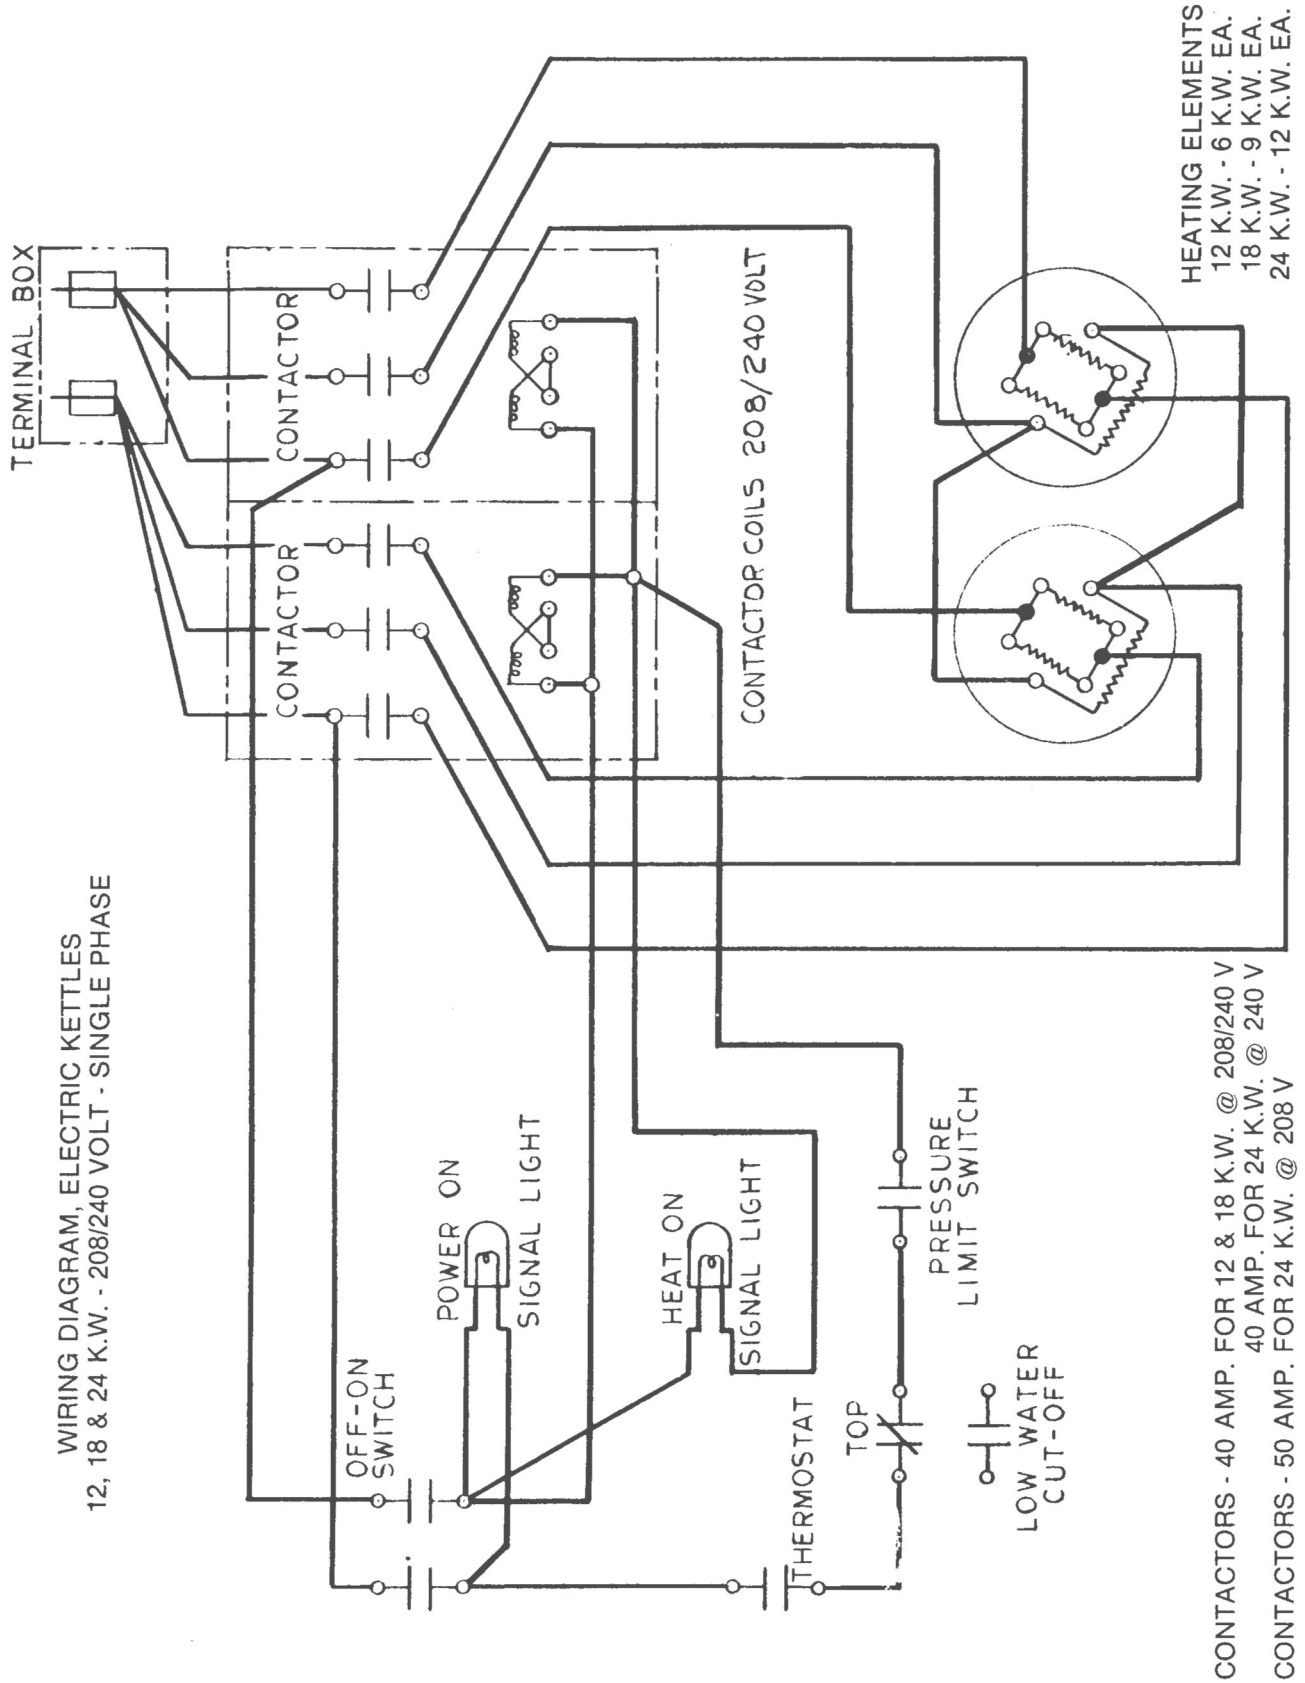 WIRING DIAGRAM, ELECTRIC KETTLES
12, 18 & 24 K.W. - 208/240 VOLT - SINGLE PHASE
TERMINAL BOX
CONTACTOR
CONTACTOR
OFF-ON
SWITCH
POWER ON
SIGNAL LIGHT
HEAT ON
SIGNAL LIGHT
CONTACTOR COILS 208/240 VOLT
THERMOSTAT
TOP
PRESSURE
LIMIT SWITCH
LOW WATER
CUT-OFF
HEATING ELEMENTS
12 K.W. - 6 K.W. EA.
18 K.W. - 9 K.W. EA.
24 K.W. - 12 K.W. EA.
CONTACTORS - 40 AMP. FOR 12 & 18 K.W. @ 208/240 V
40 AMP. FOR 24 K.W. @ 240 V
CONTACTORS - 50 AMP. FOR 24 K.W. @ 208 V